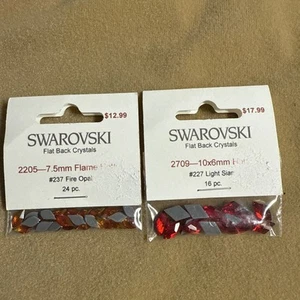 $12.99
SWAROVSKI
Flat Back Crystals
2205—7.5mm Flame
#237 Fire Opal
24 pc.
$17.99
SWAROVSKI
Flat Back Crystals
2709—10x6mm
#227 Light Siam
16 pc.